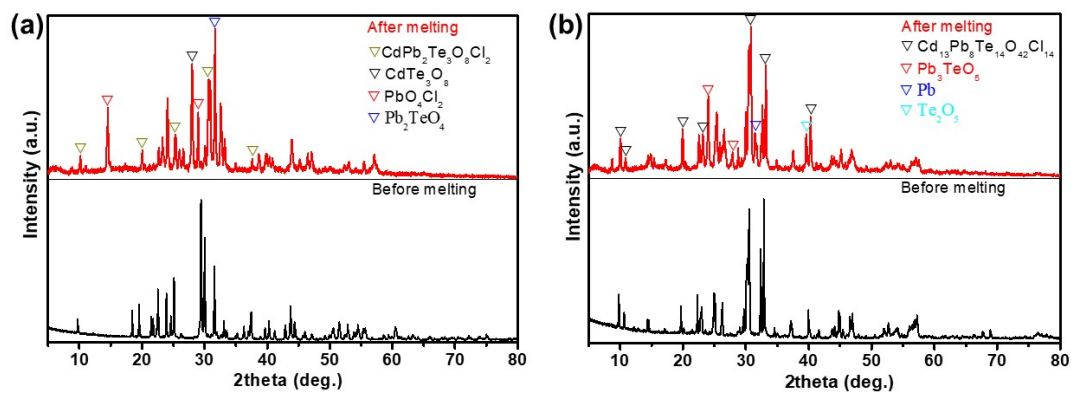 (a)
After melting
CdPb₂Te₃O₈Cl₂
CdTe₃O₈
PbO₄Cl₂
Pb₂TeO₄
Before melting
Intensity (a.u.)
10 20 30 40 50 60 70 80
2theta (deg.)
(b)
After melting
Cd₁₃Pb₈Te₁₄O₄₂Cl₁₄
Pb₃TeO₅
Pb
Te₂O₅
Before melting
Intensity (a.u.)
10 20 30 40 50 60 70 80
2theta (deg.)